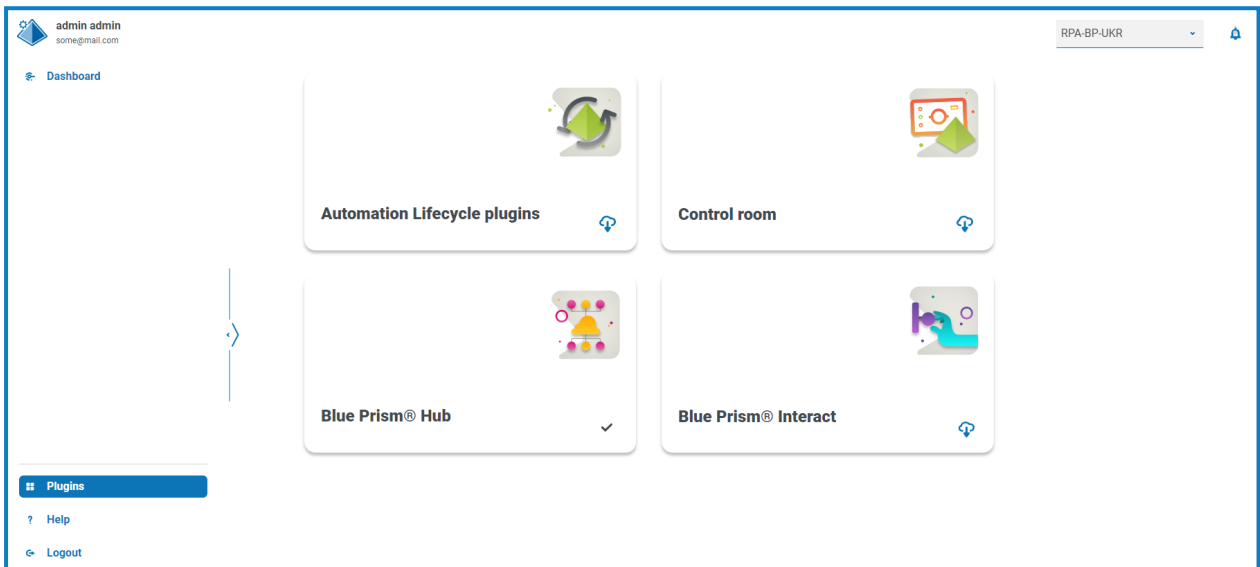 admin admin
some@mail.com
RPA-BP-UKR
Dashboard
Automation Lifecycle plugins
Control room
Blue Prism® Hub
Blue Prism® Interact
Plugins
? Help
Logout